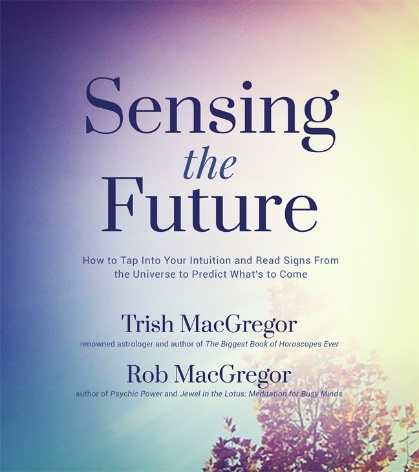 Sensing
the
Future
How to Tap Into Your Intuition and Read Signs From
the Universe to Predict What's to Come
Trish MacGregor
renowned astrologer and author of The Biggest Book of Horoscopes Ever
Rob MacGregor
author of Psychic Power and Jewel in the Lotus: Meditation for Busy Minds